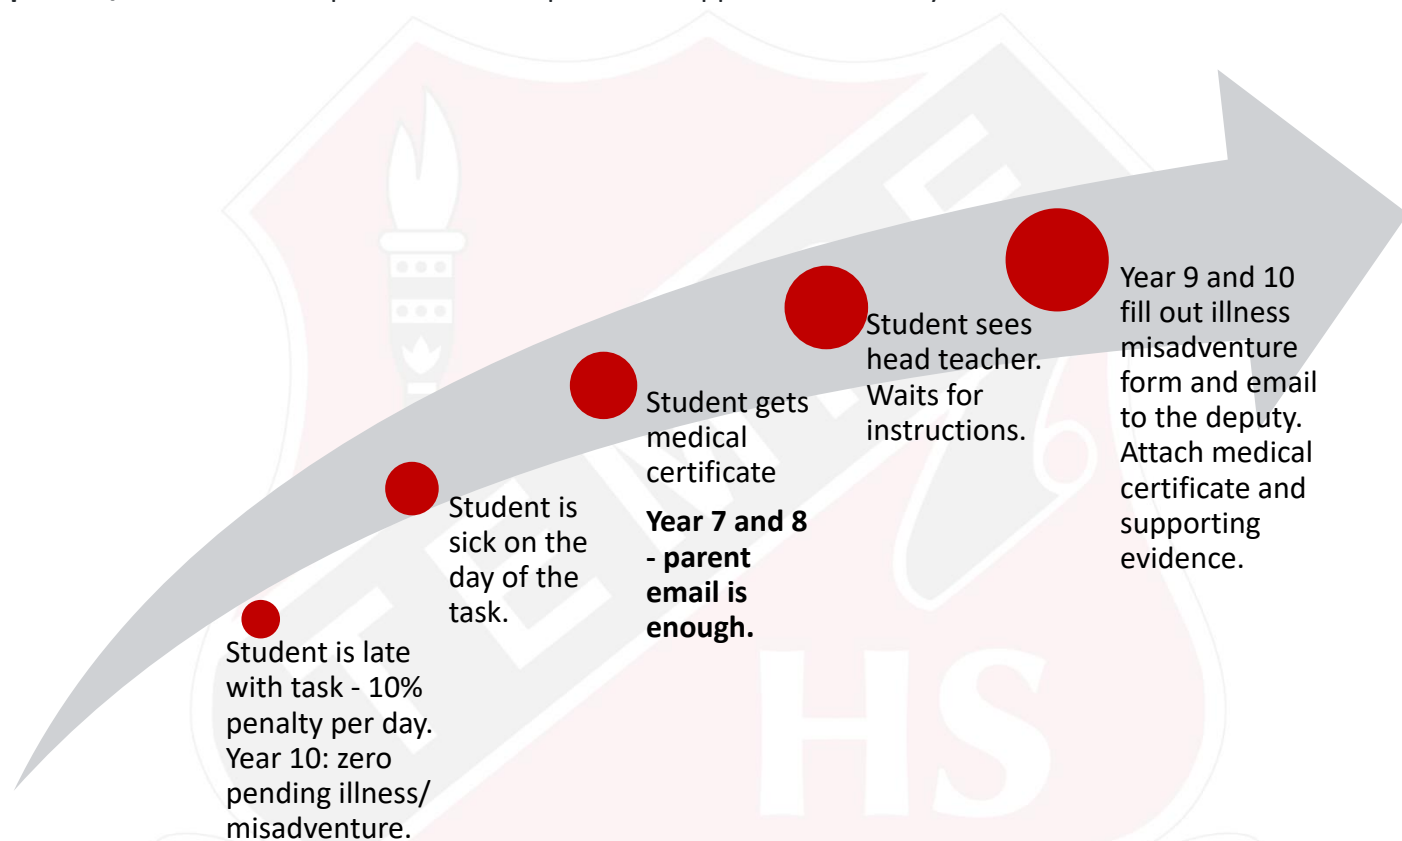 Student is late
with task - 10%
penalty per day.
Year 10: zero
pending illness/
misadventure.
Student is
sick on the
day of the
task.
Student gets
medical
certificate
Year 7 and 8
- parent
email is
enough.
Student sees
head teacher.
Waits for
instructions.
Year 9 and 10
fill out illness
misadventure
form and email
to the deputy.
Attach medical
certificate and
supporting
evidence.
HS